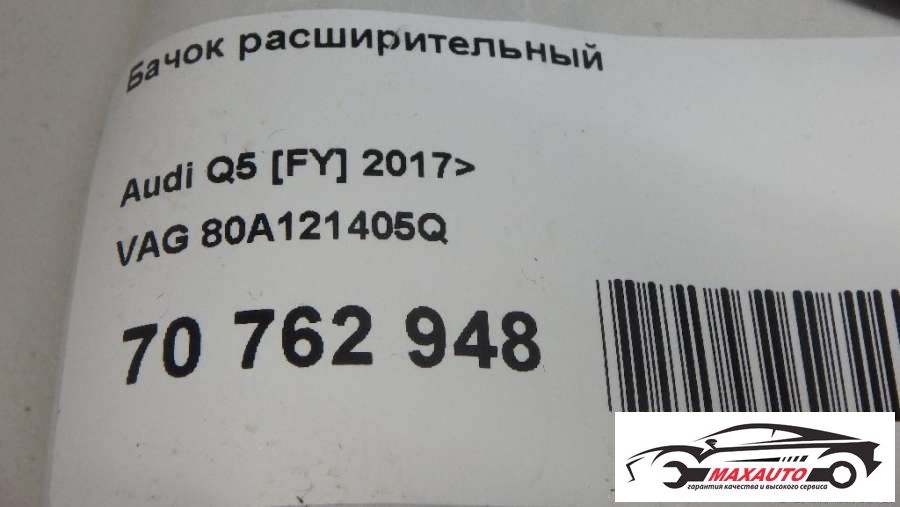 Бачок расширительный
Audi Q5 [FY] 2017>
VAG 80A121405Q
70 762 948
MAXAUTO
гарантия качества и высокого сервиса